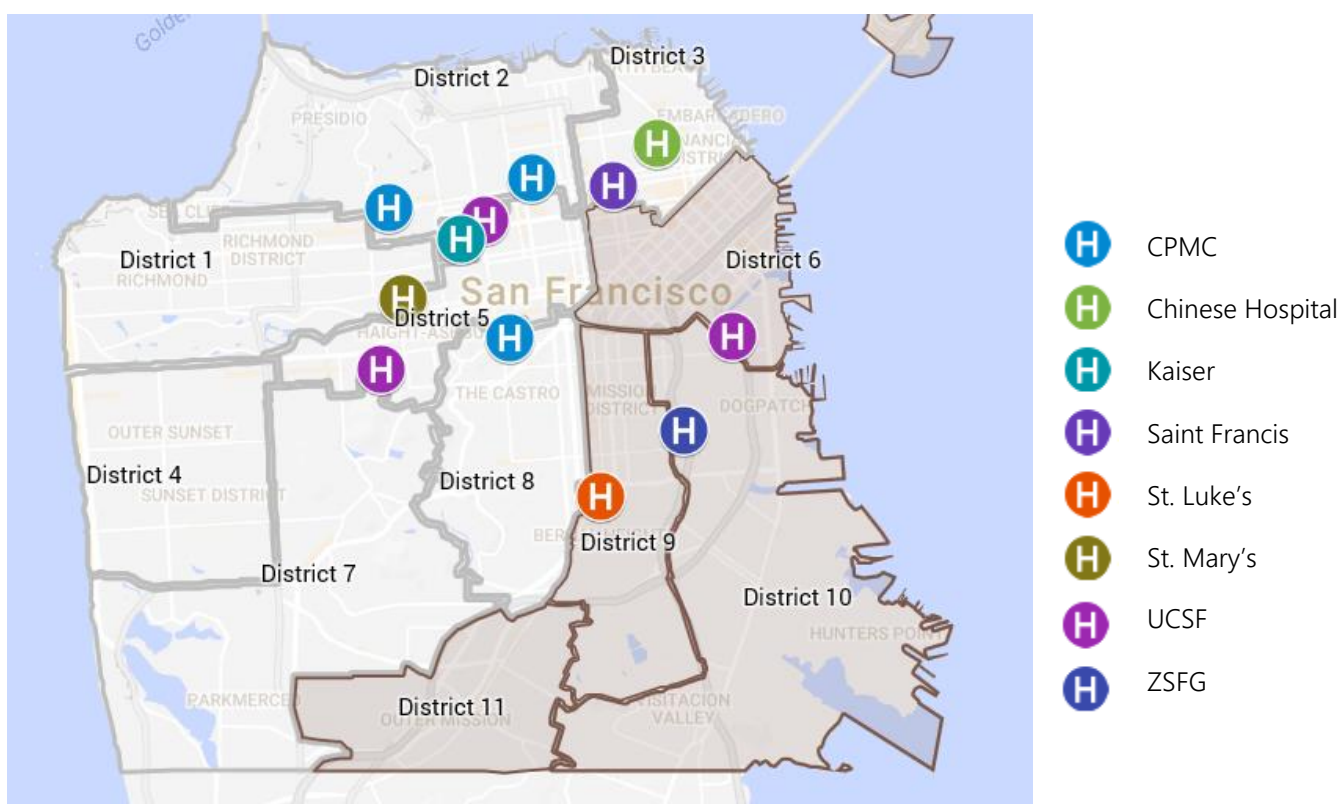 Golde
District 3
District 2
NORTH BEACH
PRESIDIO
EMBARCADERO
FINANCIAL
DISTRICT
SEA CLIFF
District 1
RICHMOND
DISTRICT
RICHMOND
District 6
San Francisco
District 5
HAIGHT-ASHBURY
THE CASTRO
MISSION
DISTRICT
DOGPATCH
OUTER SUNSET
District 4
SUNSET DISTRICT
District 8
BERNAL HEIGHTS
District 9
District 7
District 10
HUNTERS POINT
PARKMERCED
District 11
OUTER MISSION
VISITACION
VALLEY
H CPMC
H Chinese Hospital
H Kaiser
H Saint Francis
H St. Luke's
H St. Mary's
H UCSF
H ZSFG